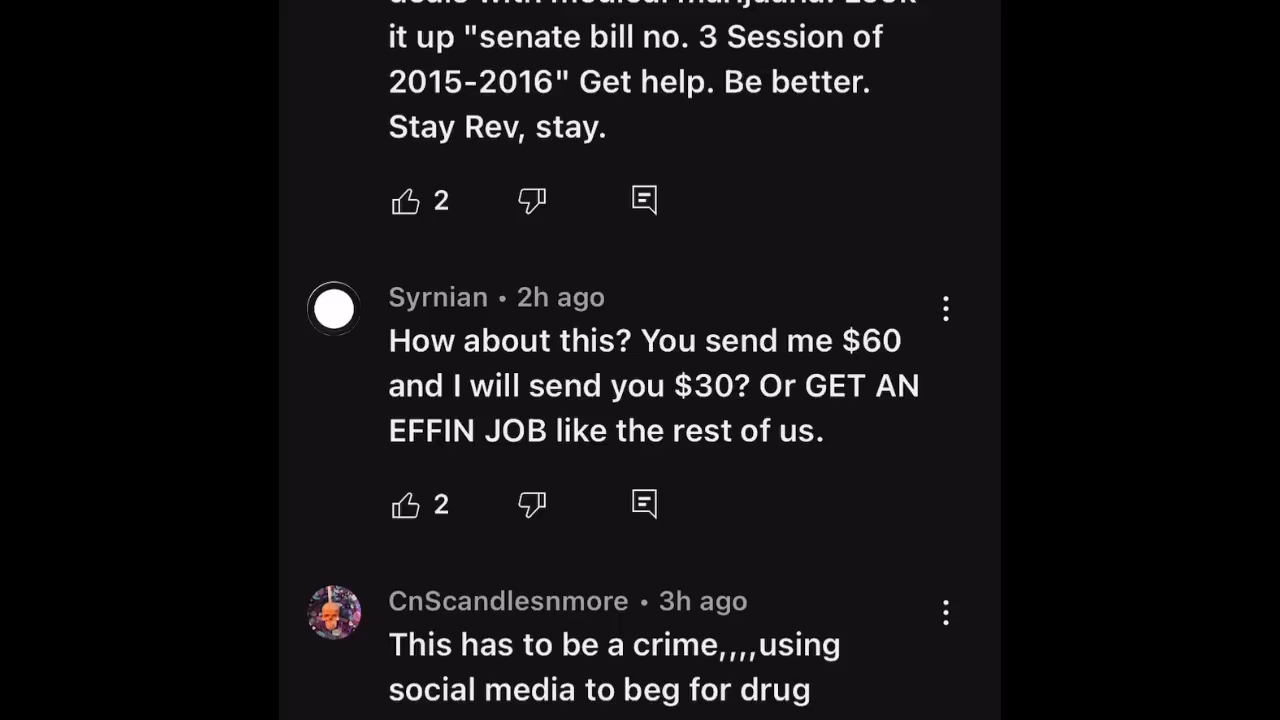 it up "senate bill no. 3 Session of
2015-2016" Get help. Be better.
Stay Rev, stay.
2
Syrnian • 2h ago
How about this? You send me $60
and I will send you $30? Or GET AN
EFFIN JOB like the rest of us.
2
CnScandlesnmore • 3h ago
This has to be a crime,,,,using
social media to beg for drug